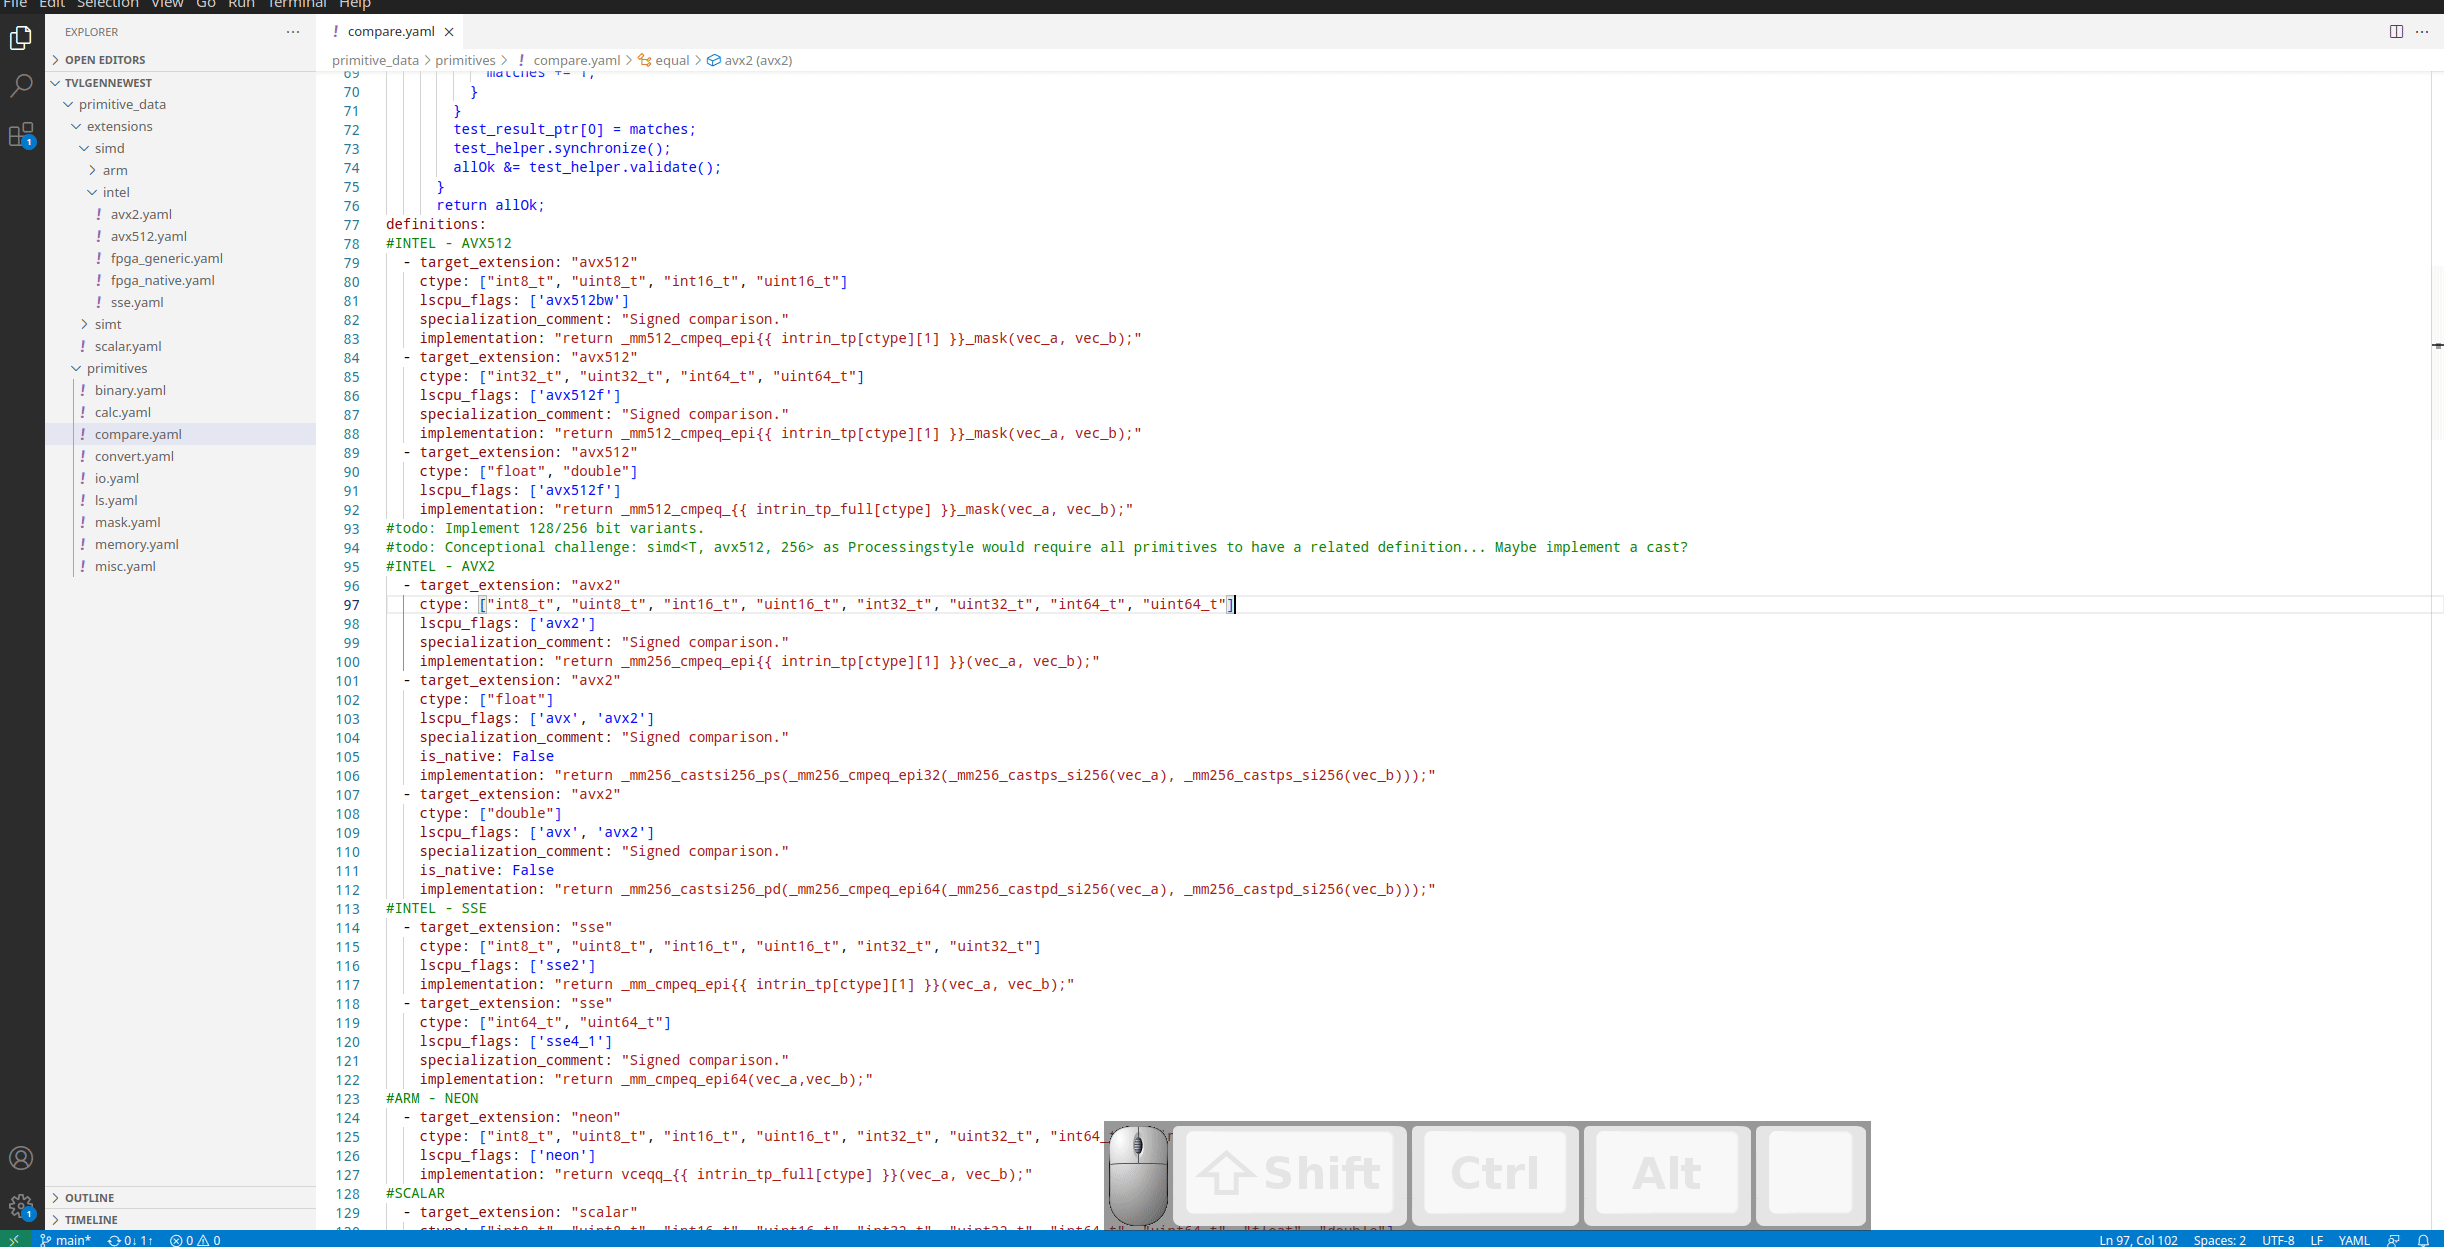 File Edit Selection View Go Run Terminal Help
EXPLORER
OPEN EDITORS
TVLGENNEWEST
primitive_data
extensions
simd
arm
intel
! avx2.yaml
! avx512.yaml
! fpga_generic.yaml
! fpga_native.yaml
! sse.yaml
simt
! scalar.yaml
primitives
! binary.yaml
! calc.yaml
! compare.yaml
! convert.yaml
! io.yaml
! ls.yaml
! mask.yaml
! memory.yaml
! misc.yaml
OUTLINE
TIMELINE
! compare.yaml
primitive_data > primitives > ! compare.yaml > equal > avx2 (avx2)
69 matches += 1;
70 }
71 }
72 test_result_ptr[0] = matches;
73 test_helper.synchronize();
74 allOk &= test_helper.validate();
75 }
76 return allOk;
77 definitions:
78 #INTEL - AVX512
79 - target_extension: "avx512"
80 ctype: ["int8_t", "uint8_t", "int16_t", "uint16_t"]
81 lscpu_flags: ['avx512bw']
82 specialization_comment: "Signed comparison."
83 implementation: "return _mm512_cmpeq_epi{{ intrin_tp[ctype][1] }}_mask(vec_a, vec_b);"
84 - target_extension: "avx512"
85 ctype: ["int32_t", "uint32_t", "int64_t", "uint64_t"]
86 lscpu_flags: ['avx512f']
87 specialization_comment: "Signed comparison."
88 implementation: "return _mm512_cmpeq_epi{{ intrin_tp[ctype][1] }}_mask(vec_a, vec_b);"
89 - target_extension: "avx512"
90 ctype: ["float", "double"]
91 lscpu_flags: ['avx512f']
92 implementation: "return _mm512_cmpeq_{{ intrin_tp_full[ctype] }}_mask(vec_a, vec_b);"
93 #todo: Implement 128/256 bit variants.
94 #todo: Conceptional challenge: simd<T, avx512, 256> as Processingstyle would require all primitives to have a related definition... Maybe implement a cast?
95 #INTEL - AVX2
96 - target_extension: "avx2"
97 ctype: ["int8_t", "uint8_t", "int16_t", "uint16_t", "int32_t", "uint32_t", "int64_t", "uint64_t"]
98 lscpu_flags: ['avx2']
99 specialization_comment: "Signed comparison."
100 implementation: "return _mm256_cmpeq_epi{{ intrin_tp[ctype][1] }}(vec_a, vec_b);"
101 - target_extension: "avx2"
102 ctype: ["float"]
103 lscpu_flags: ['avx', 'avx2']
104 specialization_comment: "Signed comparison."
105 is_native: False
106 implementation: "return _mm256_castsi256_ps(_mm256_cmpeq_epi32(_mm256_castps_si256(vec_a), _mm256_castps_si256(vec_b)));"
107 - target_extension: "avx2"
108 ctype: ["double"]
109 lscpu_flags: ['avx', 'avx2']
110 specialization_comment: "Signed comparison."
111 is_native: False
112 implementation: "return _mm256_castsi256_pd(_mm256_cmpeq_epi64(_mm256_castpd_si256(vec_a), _mm256_castpd_si256(vec_b)));"
113 #INTEL - SSE
114 - target_extension: "sse"
115 ctype: ["int8_t", "uint8_t", "int16_t", "uint16_t", "int32_t", "uint32_t"]
116 lscpu_flags: ['sse2']
117 implementation: "return _mm_cmpeq_epi{{ intrin_tp[ctype][1] }}(vec_a, vec_b);"
118 - target_extension: "sse"
119 ctype: ["int64_t", "uint64_t"]
120 lscpu_flags: ['sse4_1']
121 specialization_comment: "Signed comparison."
122 implementation: "return _mm_cmpeq_epi64(vec_a,vec_b);"
123 #ARM - NEON
124 - target_extension: "neon"
125 ctype: ["int8_t", "uint8_t", "int16_t", "uint16_t", "int32_t", "uint32_t", "int64_
126 lscpu_flags: ['neon']
127 implementation: "return vceqq_{{ intrin_tp_full[ctype] }}(vec_a, vec_b);"
128 #SCALAR
129 - target_extension: "scalar"
Shift Ctrl Alt
main* 0↓ 1↑ 0 0
Ln 97, Col 102 Spaces: 2 UTF-8 LF YAML